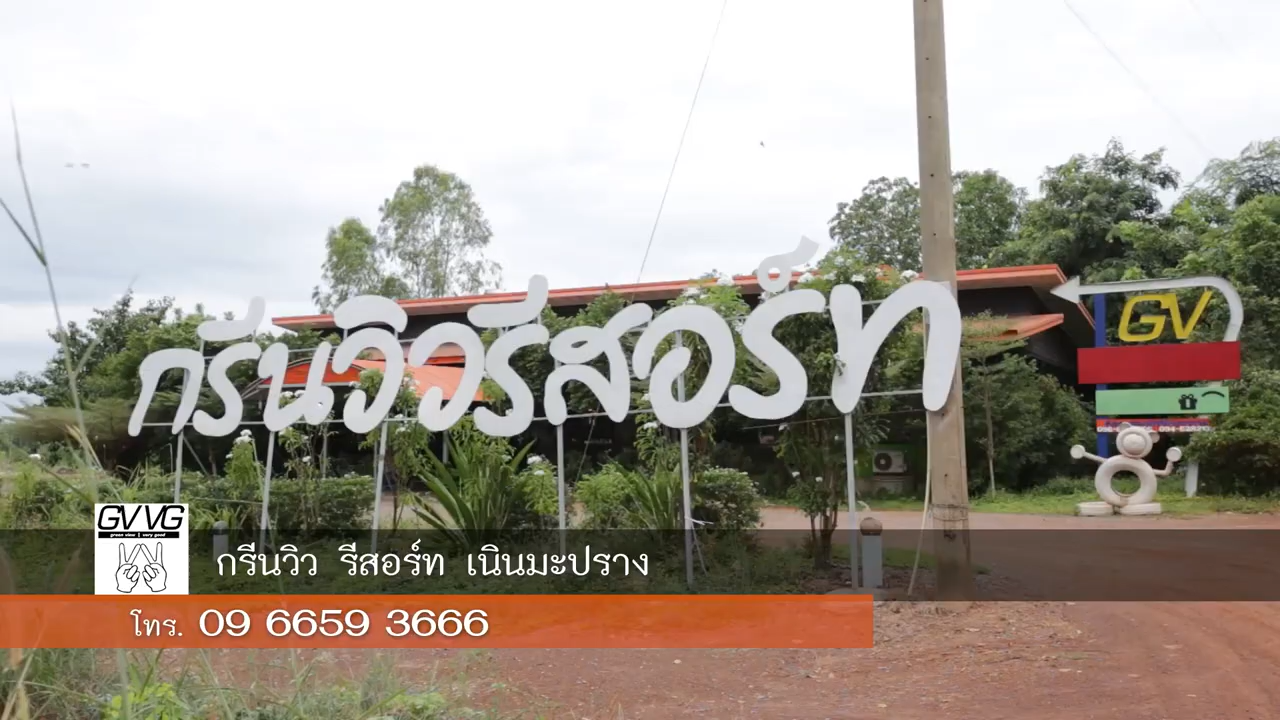 กรีนวิวรีสอร์ท
GV
GVVG
green view | very good
กรีนวิว รีสอร์ท เนินมะปราง
โทร. 09 6659 3666